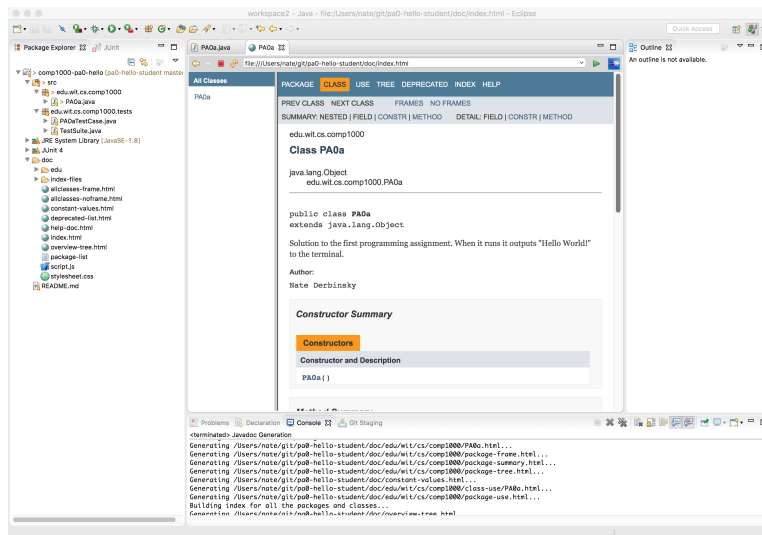 workspace2 - Java - file:/Users/nate/git/pa0-hello-student/doc/index.html - Eclipse
Quick Access
Package Explorer
JUnit
> comp1000-pa0-hello [pa0-hello-student master
> src
> edu.wit.cs.comp1000
> PA0a.java
edu.wit.cs.comp1000.tests
PA0aTestCase.java
TestSuite.java
JRE System Library [JavaSE-1.8]
JUnit 4
doc
edu
index-files
allclasses-frame.html
allclasses-noframe.html
constant-values.html
deprecated-list.html
help-doc.html
index.html
overview-tree.html
package-list
script.js
stylesheet.css
README.md
PA0a.java
PA0a
file:///Users/nate/git/pa0-hello-student/doc/index.html
All Classes
PA0a
PACKAGE CLASS USE TREE DEPRECATED INDEX HELP
PREV CLASS NEXT CLASS FRAMES NO FRAMES
SUMMARY: NESTED | FIELD | CONSTR | METHOD DETAIL: FIELD | CONSTR | METHOD
edu.wit.cs.comp1000
Class PA0a
java.lang.Object
edu.wit.cs.comp1000.PA0a
public class PA0a
extends java.lang.Object
Solution to the first programming assignment. When it runs it outputs "Hello World!"
to the terminal.
Author:
Nate Derbinsky
Constructor Summary
Constructors
Constructor and Description
PA0a()
Method Summary
Outline
An outline is not available.
Problems Declaration Console Git Staging
<terminated> Javadoc Generation
Generating /Users/nate/git/pa0-hello-student/doc/edu/wit/cs/comp1000/PA0a.html...
Generating /Users/nate/git/pa0-hello-student/doc/edu/wit/cs/comp1000/package-frame.html...
Generating /Users/nate/git/pa0-hello-student/doc/edu/wit/cs/comp1000/package-summary.html...
Generating /Users/nate/git/pa0-hello-student/doc/edu/wit/cs/comp1000/package-tree.html...
Generating /Users/nate/git/pa0-hello-student/doc/constant-values.html...
Generating /Users/nate/git/pa0-hello-student/doc/edu/wit/cs/comp1000/class-use/PA0a.html...
Generating /Users/nate/git/pa0-hello-student/doc/edu/wit/cs/comp1000/package-use.html...
Building index for all the packages and classes...
Generating /Users/nate/git/pa0-hello-student/doc/overview-tree.html